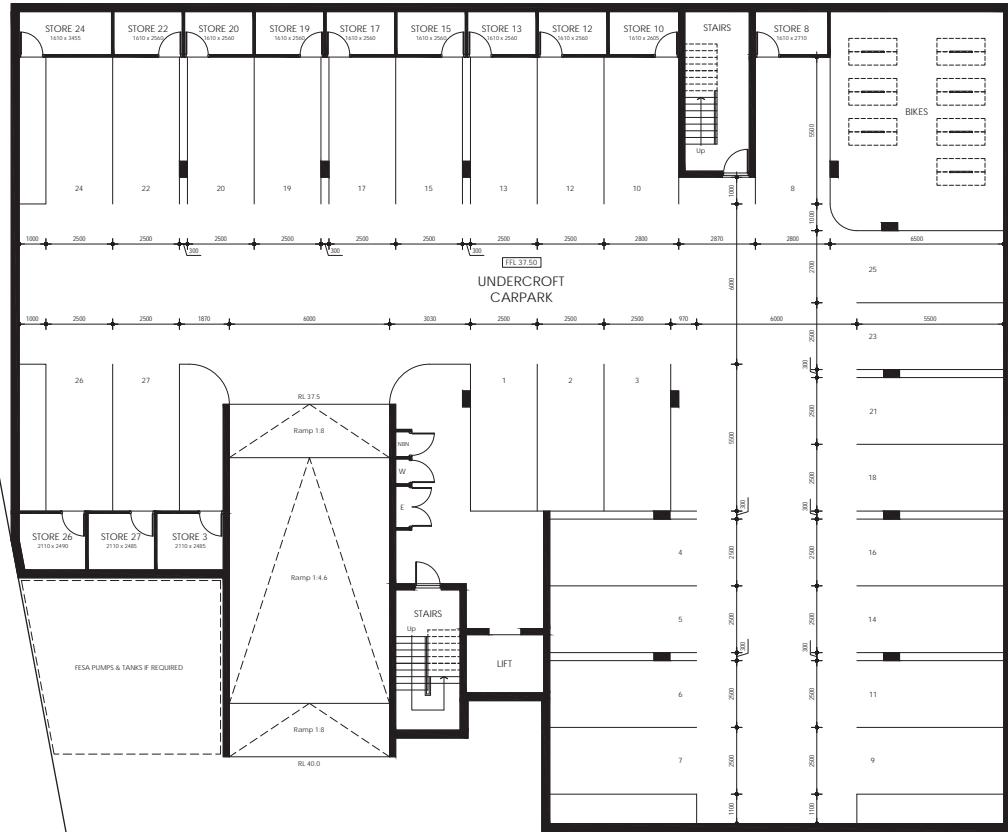 STORE 24
1610 x 3455
STORE 22
1610 x 2560
STORE 20
1610 x 2560
STORE 19
1610 x 2560
STORE 17
1610 x 2560
STORE 15
1610 x 2560
STORE 13
1610 x 2560
STORE 12
1610 x 2560
STORE 10
1610 x 2605
STAIRS
STORE 8
1610 x 2710
BIKES
5500
Up
24
22
20
19
17
15
13
12
10
1000
8
1000
1000
2500
2500
300
2500
2500
300
2500
2500
300
2500
2500
2800
2870
2800
6500
FFL 37.50
UNDERCROFT
CARPARK
6000
2700
25
1000
2500
2500
1870
6000
3030
2500
2500
2500
970
6000
5500
2500
23
300
26
27
1
2
3
21
2500
RL 37.5
Ramp 1:8
NBN
W
E
5500
2500
18
300
300
STORE 26
2110 x 2490
STORE 27
2110 x 2485
STORE 3
2110 x 2485
4
2500
2500
16
Ramp 1:4.6
STAIRS
Up
5
2500
2500
14
300
300
LIFT
FESA PUMPS & TANKS IF REQUIRED
6
2500
2500
11
Ramp 1:8
RL 40.0
7
2500
2500
9
1100
1100